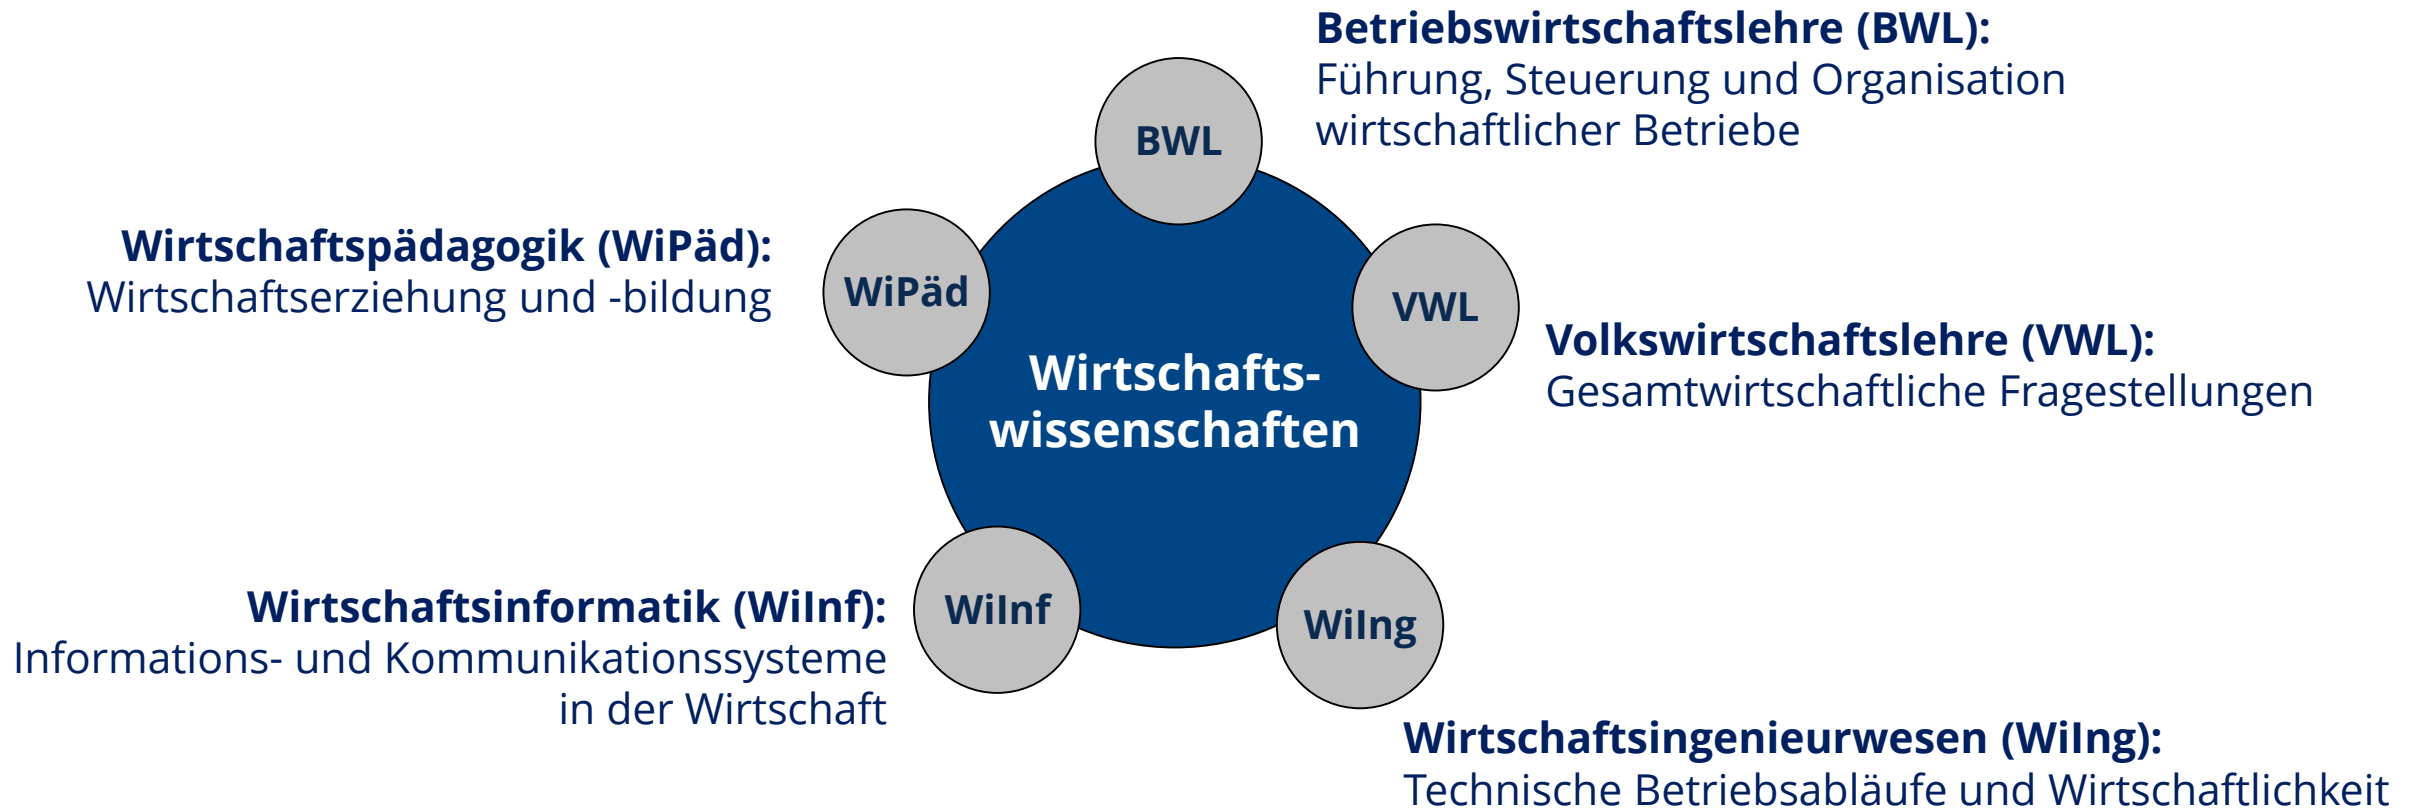 Betriebswirtschaftslehre (BWL):
Führung, Steuerung und Organisation
wirtschaftlicher Betriebe
BWL
Wirtschaftspädagogik (WiPäd):
Wirtschaftserziehung und -bildung
WiPäd
VWL
Volkswirtschaftslehre (VWL):
Gesamtwirtschaftliche Fragestellungen
Wirtschafts-
wissenschaften
Wirtschaftsinformatik (WiInf):
Informations- und Kommunikationssysteme
in der Wirtschaft
WiInf
WiIng
Wirtschaftsingenieurwesen (WiIng):
Technische Betriebsabläufe und Wirtschaftlichkeit